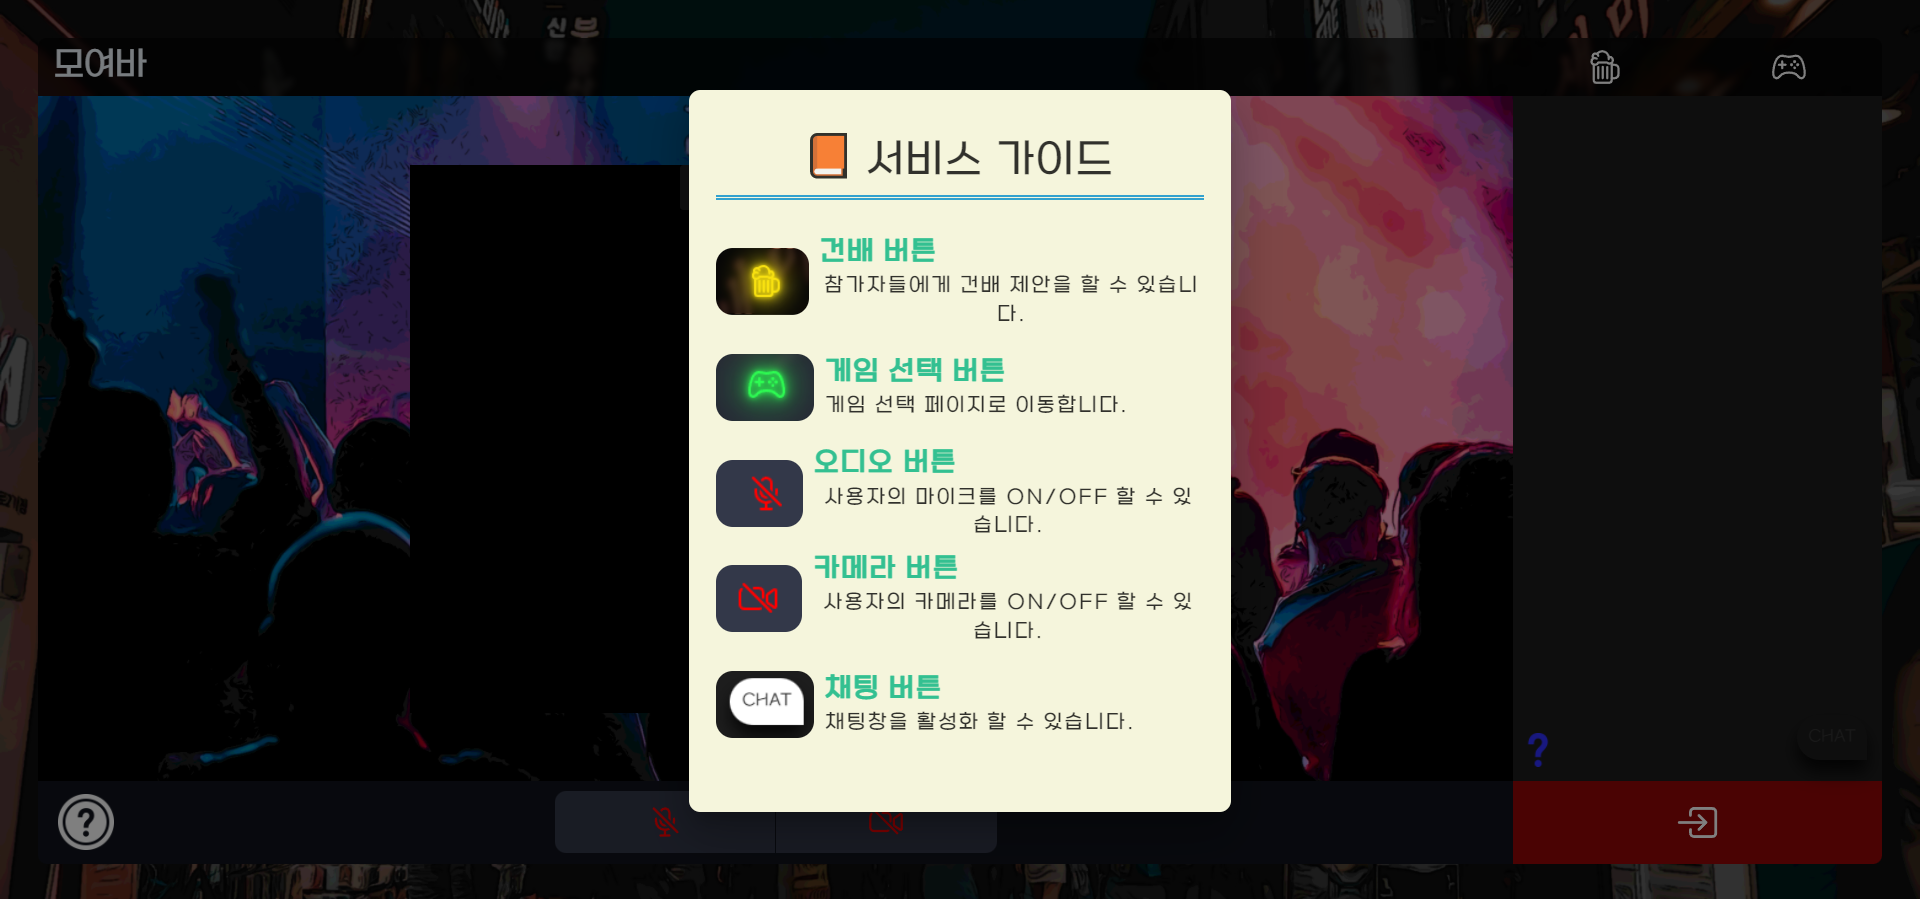 신부
모여바
서비스 가이드
건배 버튼
참가자들에게 건배 제안을 할 수 있습니
다.
게임 선택 버튼
게임 선택 페이지로 이동합니다.
오디오 버튼
사용자의 마이크를 ON/OFF 할 수 있
습니다.
카메라 버튼
사용자의 카메라를 ON/OFF 할 수 있
습니다.
CHAT
채팅 버튼
채팅창을 활성화 할 수 있습니다.
?
CHAT
?